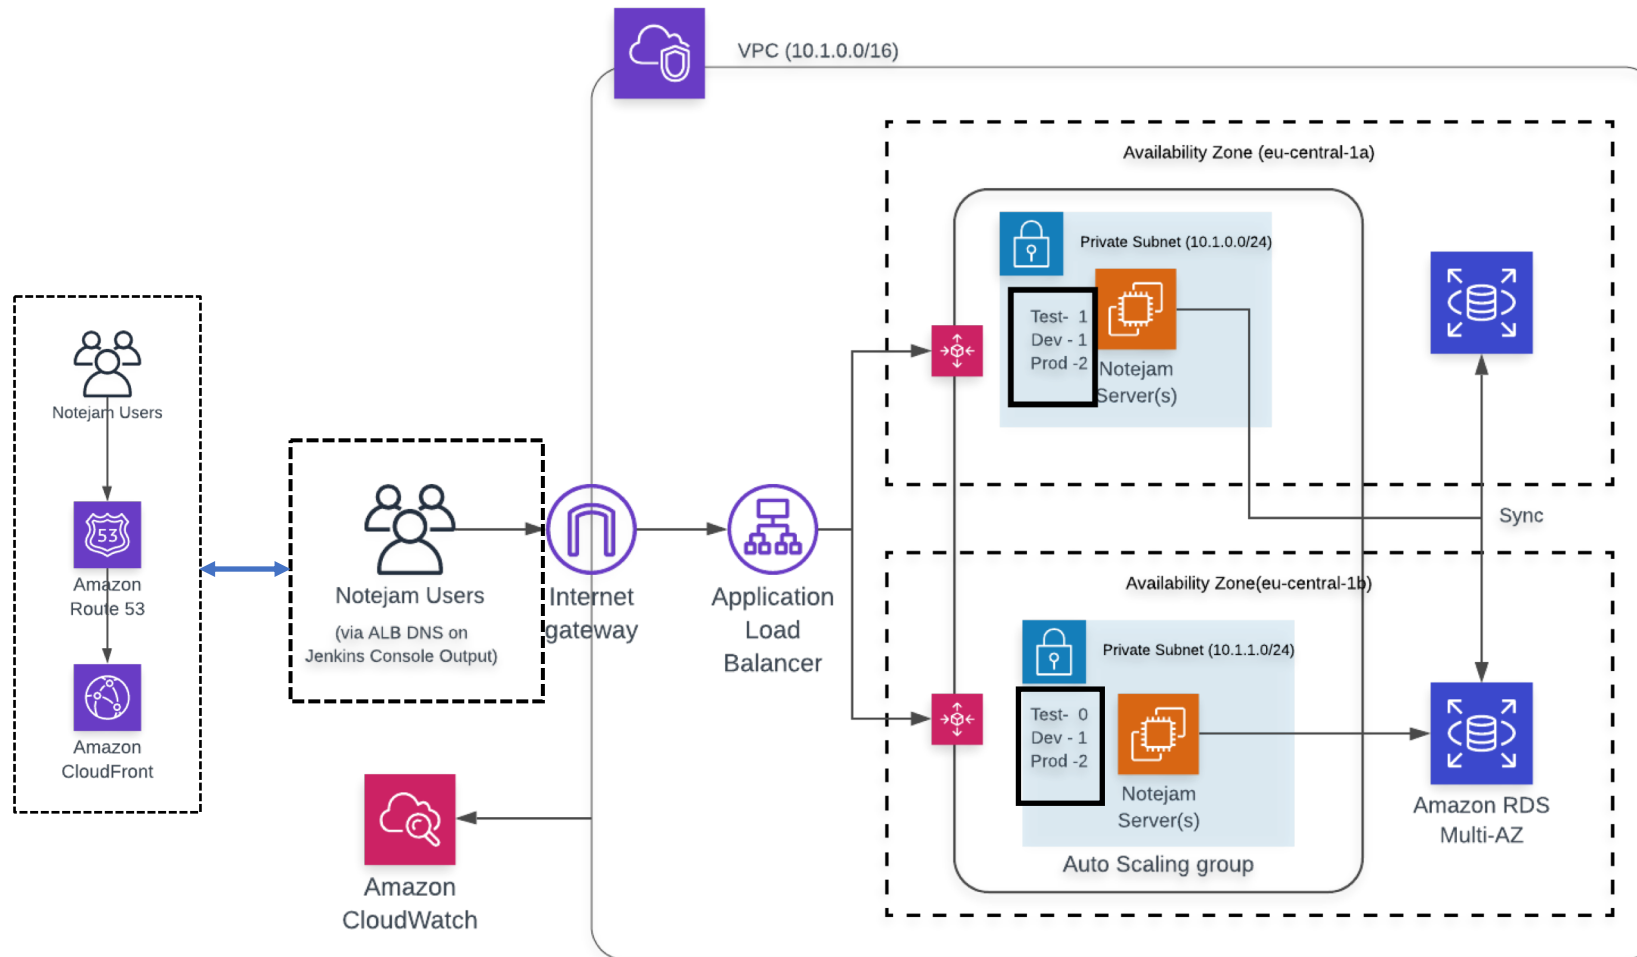 VPC (10.1.0.0/16)
Availability Zone (eu-central-1a)
Private Subnet (10.1.0.0/24)
Test- 1
Dev - 1
Prod -2
Notejam
Server(s)
Notejam Users
53
Amazon
Route 53
Amazon
CloudFront
Notejam Users
(via ALB DNS on
Jenkins Console Output)
Internet
gateway
Application
Load
Balancer
Sync
Availability Zone(eu-central-1b)
Private Subnet (10.1.1.0/24)
Test- 0
Dev - 1
Prod -2
Notejam
Server(s)
Auto Scaling group
Amazon RDS
Multi-AZ
Amazon
CloudWatch